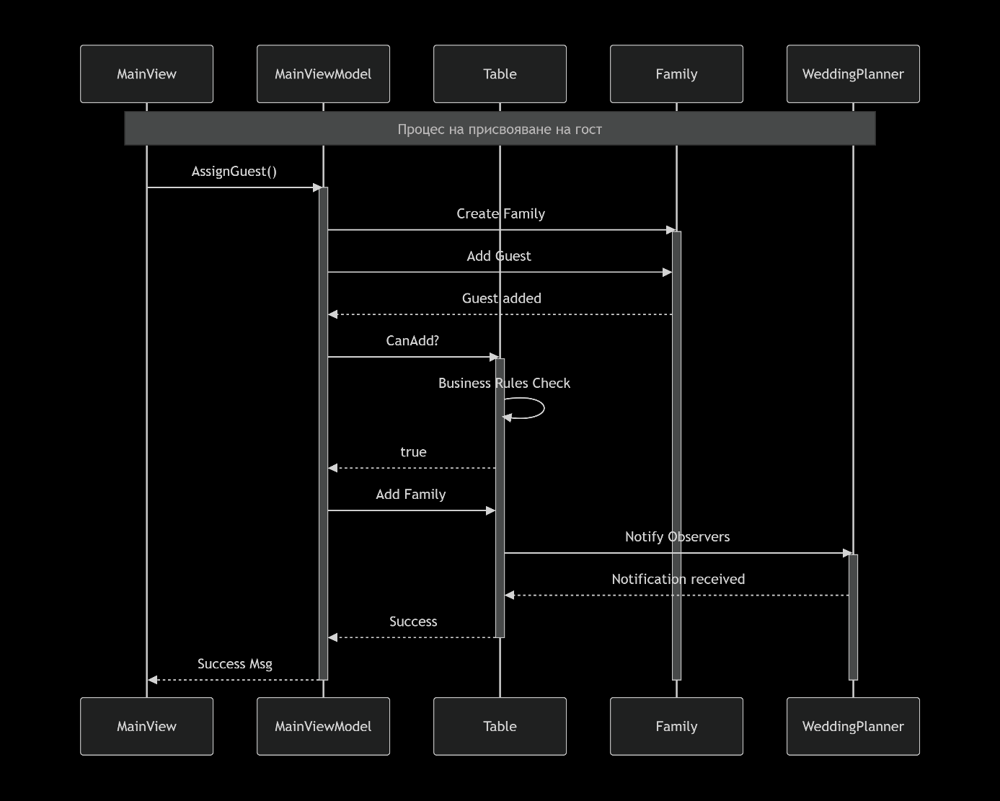 MainView
MainViewModel
Table
Family
WeddingPlanner
Процес на присвояване на гост
AssignGuest()
Create Family
Add Guest
Guest added
CanAdd?
Business Rules Check
true
Add Family
Notify Observers
Notification received
Success
Success Msg
MainView
MainViewModel
Table
Family
WeddingPlanner